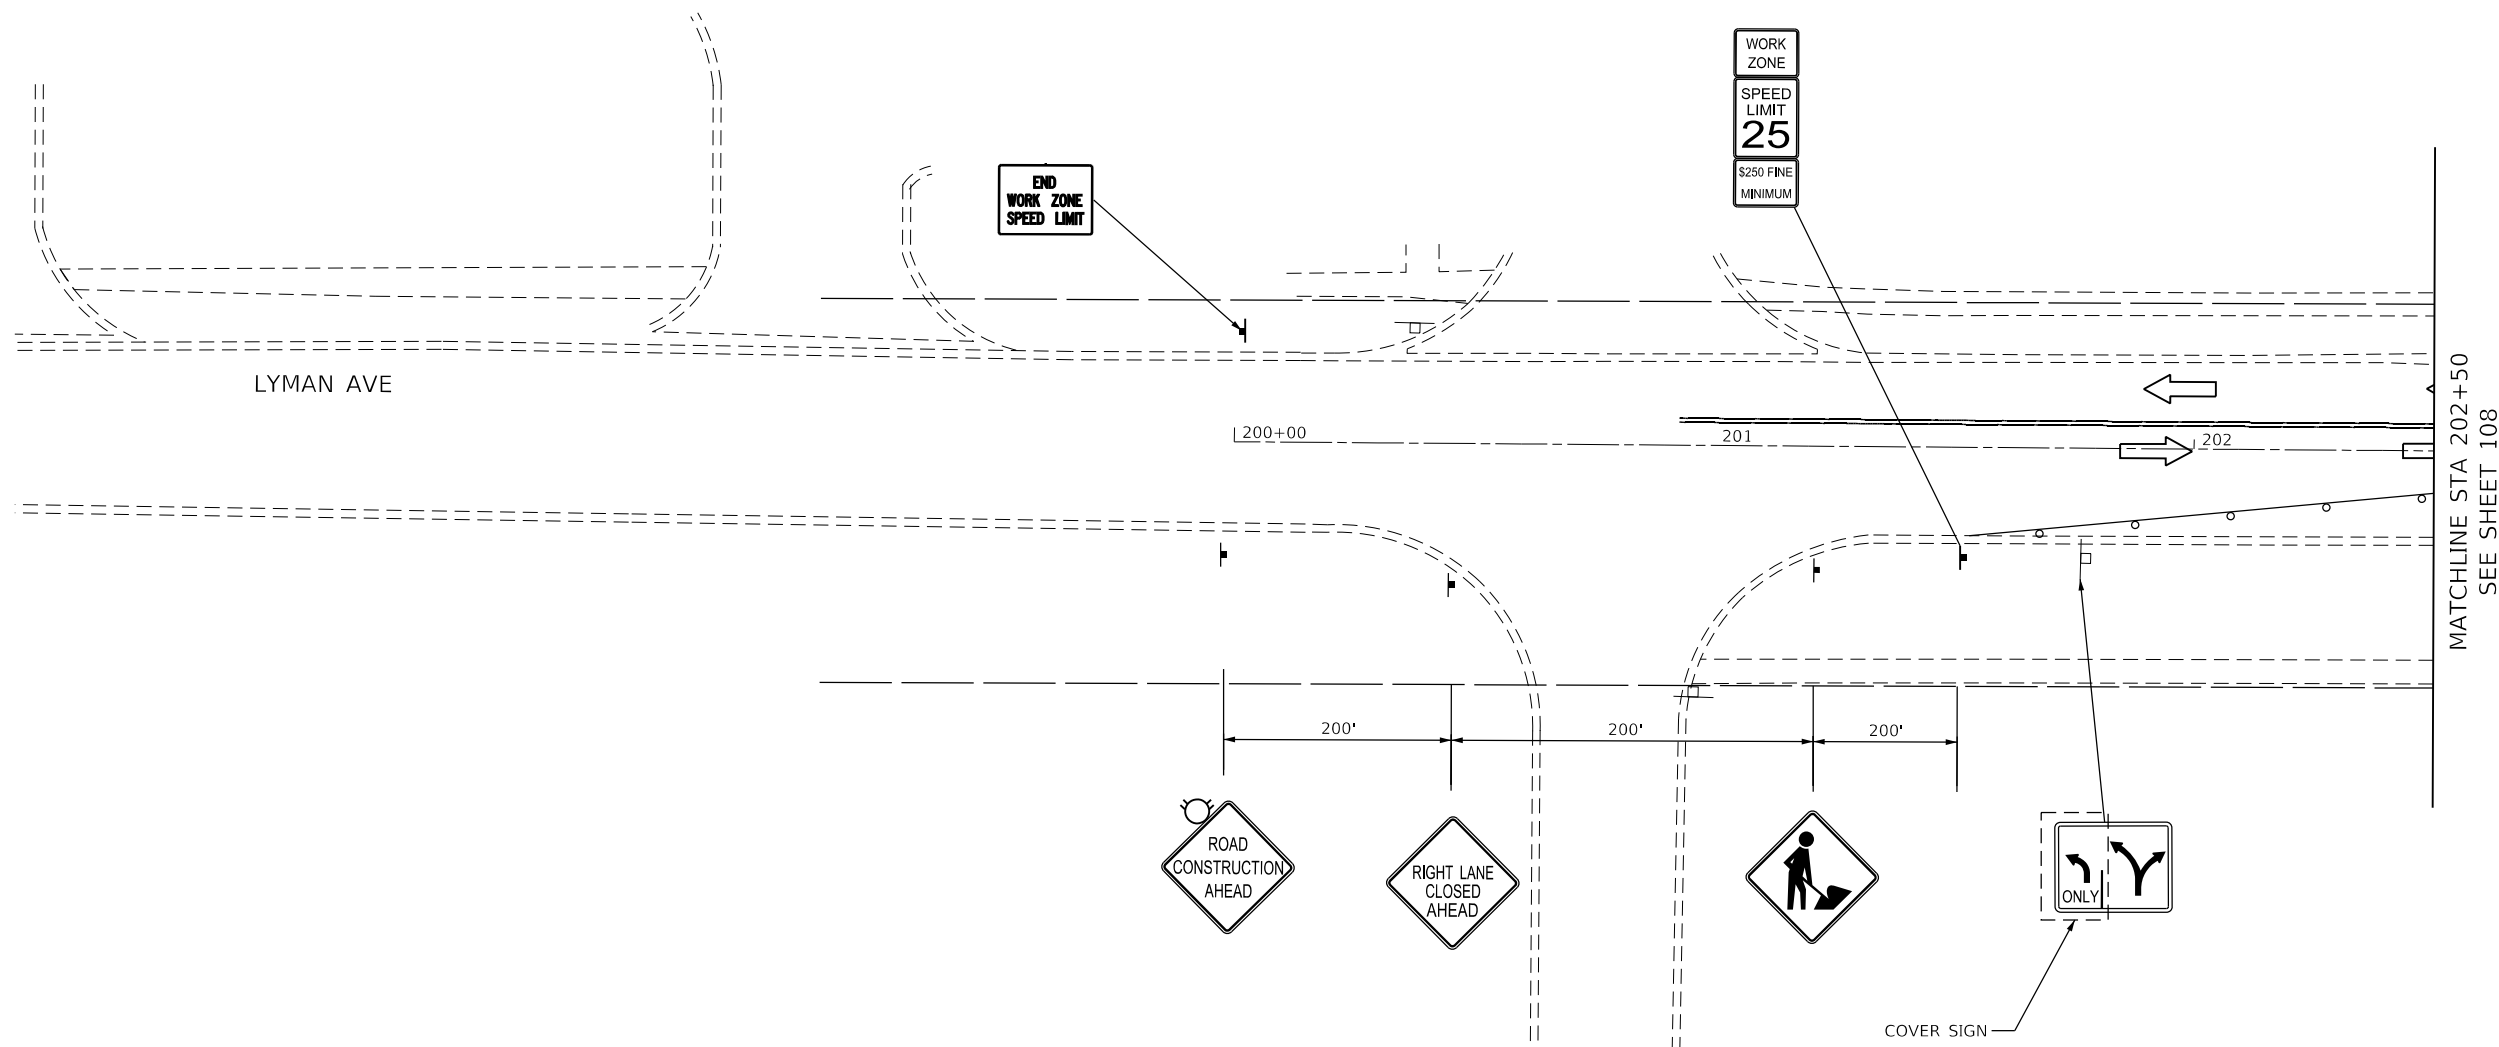 WORK
ZONE
SPEED
LIMIT
25
$250 FINE
MINIMUM
END
WORK ZONE
SPEED LIMIT
LYMAN AVE
200+00
201
202
MATCHLINE STA 202+50
SEE SHEET 108
200'
200'
200'
ROAD
CONSTRUCTION
AHEAD
RIGHT LANE
CLOSED
AHEAD
ONLY
COVER SIGN